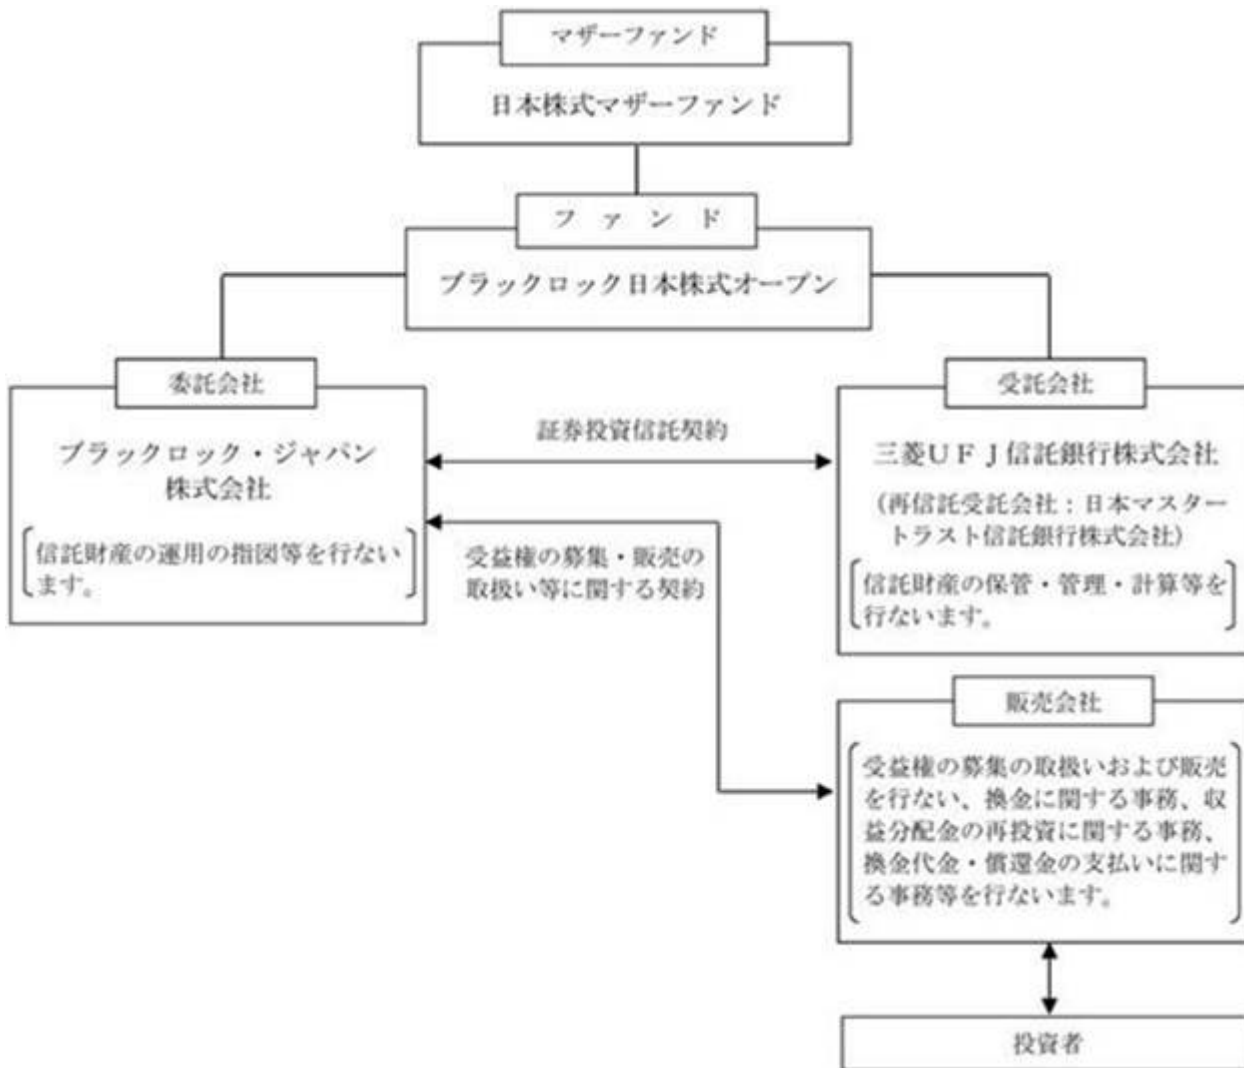 マザーファンド
日本株式マザーファンド
ファンド
ブラックロック日本株式オープン
委託会社
ブラックロック・ジャパン
株式会社
信託財産の運用の指図等を行ない
ます。
証券投資信託契約
受益権の募集・販売の
取扱い等に関する契約
受託会社
三菱UFJ信託銀行株式会社
(再信託受託会社:日本マスター
トラスト信託銀行株式会社)
信託財産の保管・管理・計算等を
行ないます。
販売会社
受益権の募集の取扱いおよび販売
を行ない、換金に関する事務、収
益分配金の再投資に関する事務、
換金代金・償還金の支払いに関す
る事務等を行ないます。
投資者